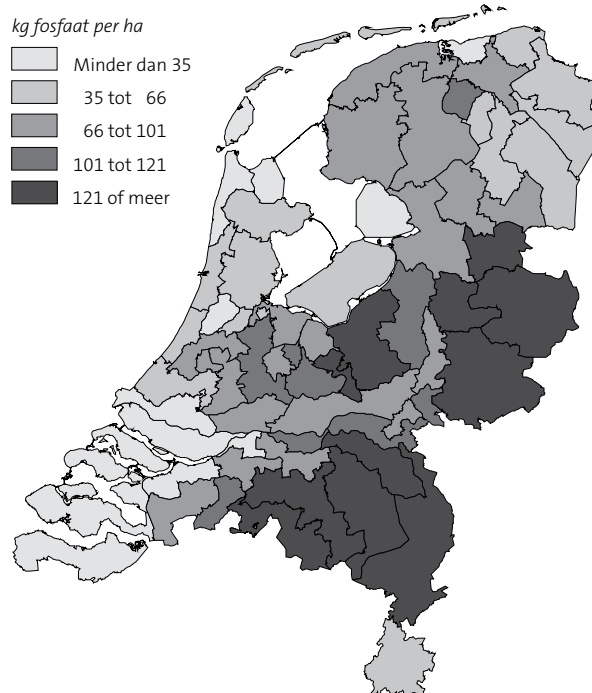 kg fosfaat per ha
Minder dan 35
35 tot 66
66 tot 101
101 tot 121
121 of meer